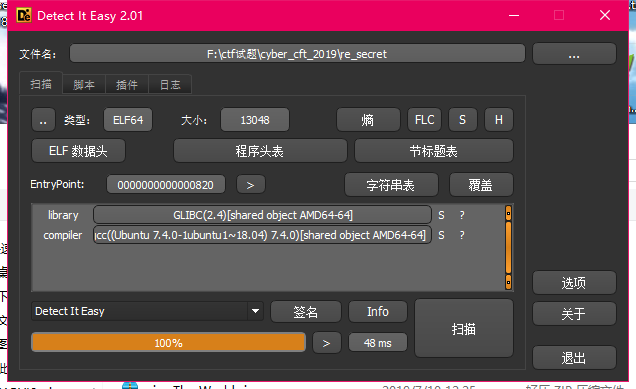 Detect It Easy 2.01
文件名: F:\ctf试题\cyber_cft_2019\re_secret ...
扫描 脚本 插件 日志
.. 类型: ELF64 大小: 13048 熵 FLC S H
ELF 数据头 程序头表 节标题表
EntryPoint: 0000000000000820 > 字符串表 覆盖
library GLIBC(2.4)[shared object AMD64-64] S ?
compiler gcc((Ubuntu 7.4.0-1ubuntu1~18.04) 7.4.0)[shared object AMD64-64] S ?
选项
Detect It Easy 签名 Info 扫描 关于
100% > 48 ms
退出